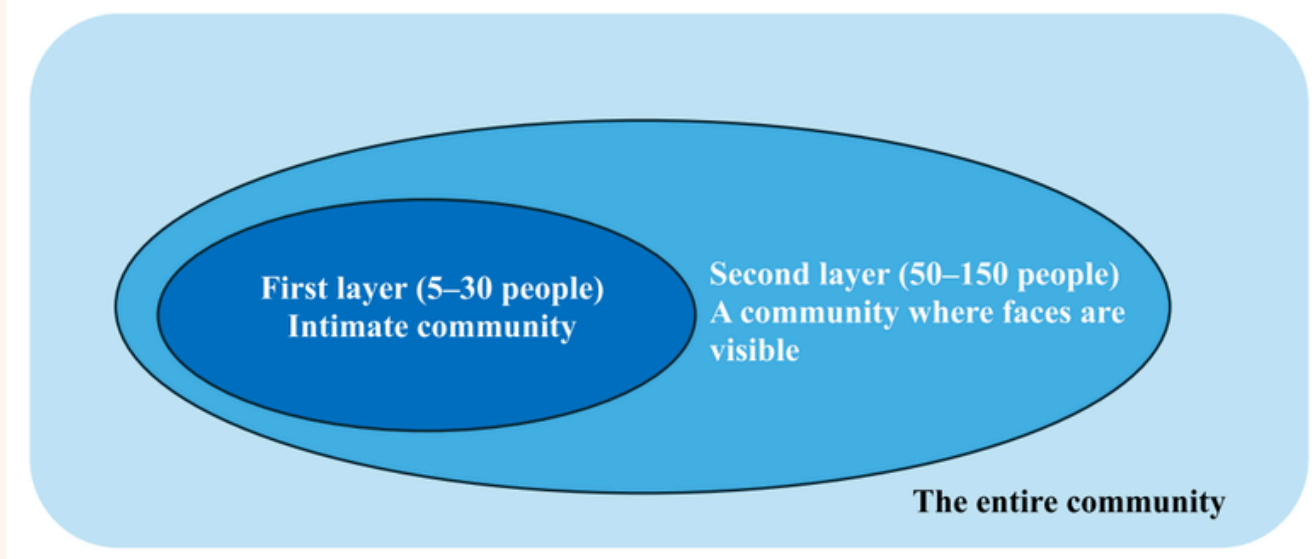 First layer (5–30 people)
Intimate community
Second layer (50–150 people)
A community where faces are
visible
The entire community